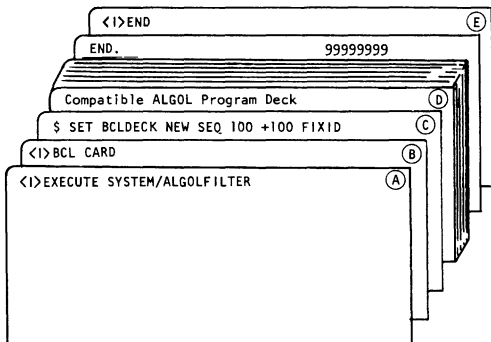 <I>END Ⓔ
END. 99999999
Compatible ALGOL Program Deck Ⓓ
$ SET BCLDECK NEW SEQ 100 +100 FIXID Ⓒ
<I>BCL CARD Ⓑ
<I>EXECUTE SYSTEM/ALGOLFILTER Ⓐ